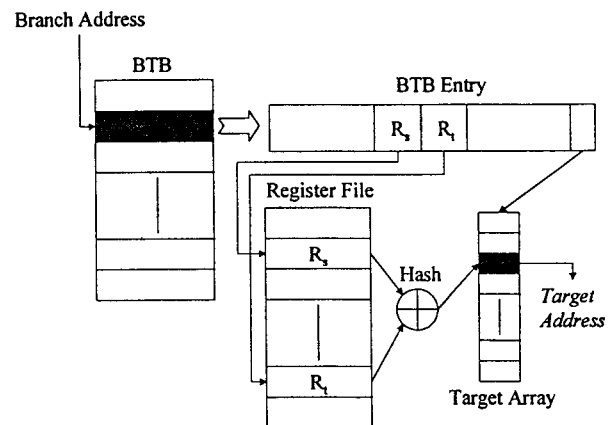 Branch Address
BTB
BTB Entry
Rs Rt
Register File
Rs
Hash
Target
Address
Rt
Target Array